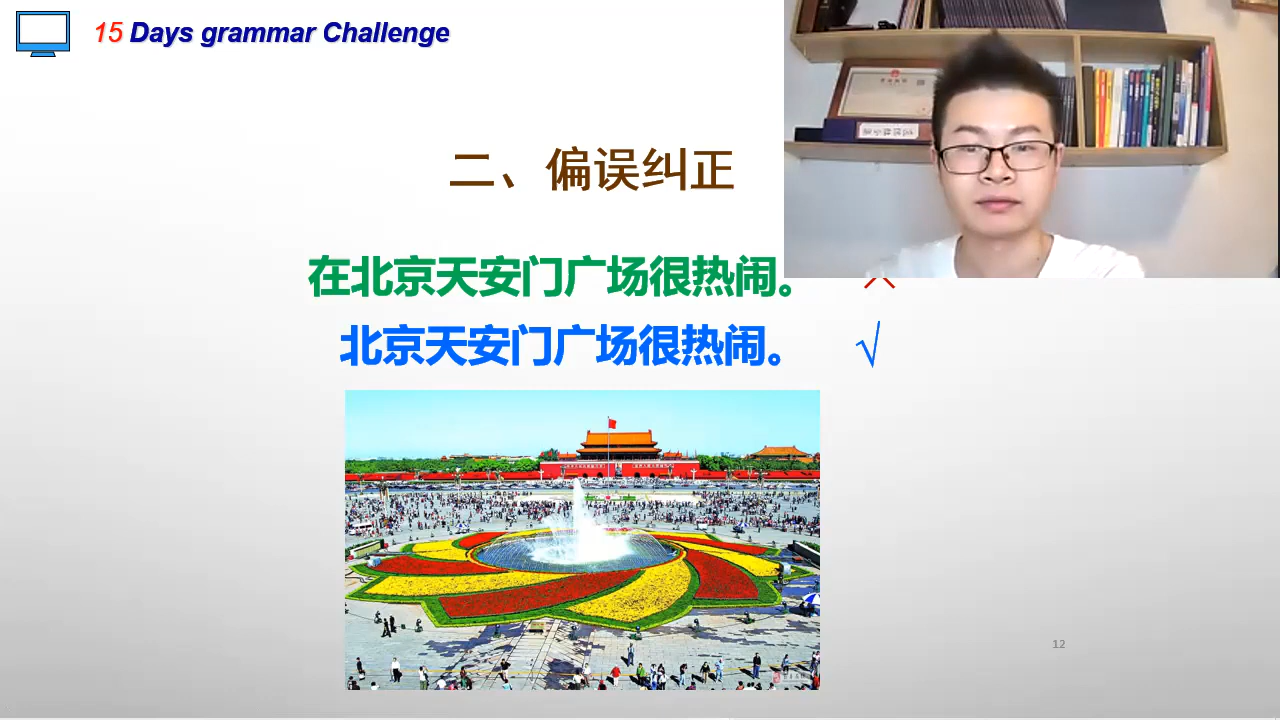 15 Days grammar Challenge
二、偏误纠正
在北京天安门广场很热闹。 ×
北京天安门广场很热闹。 √
12